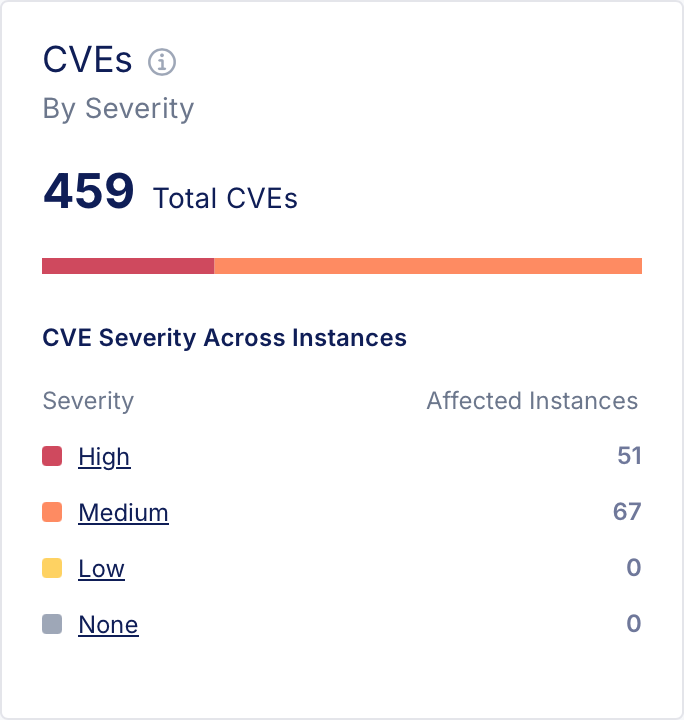 CVEs
By Severity
459 Total CVEs
CVE Severity Across Instances
Severity Affected Instances
High 51
Medium 67
Low 0
None 0